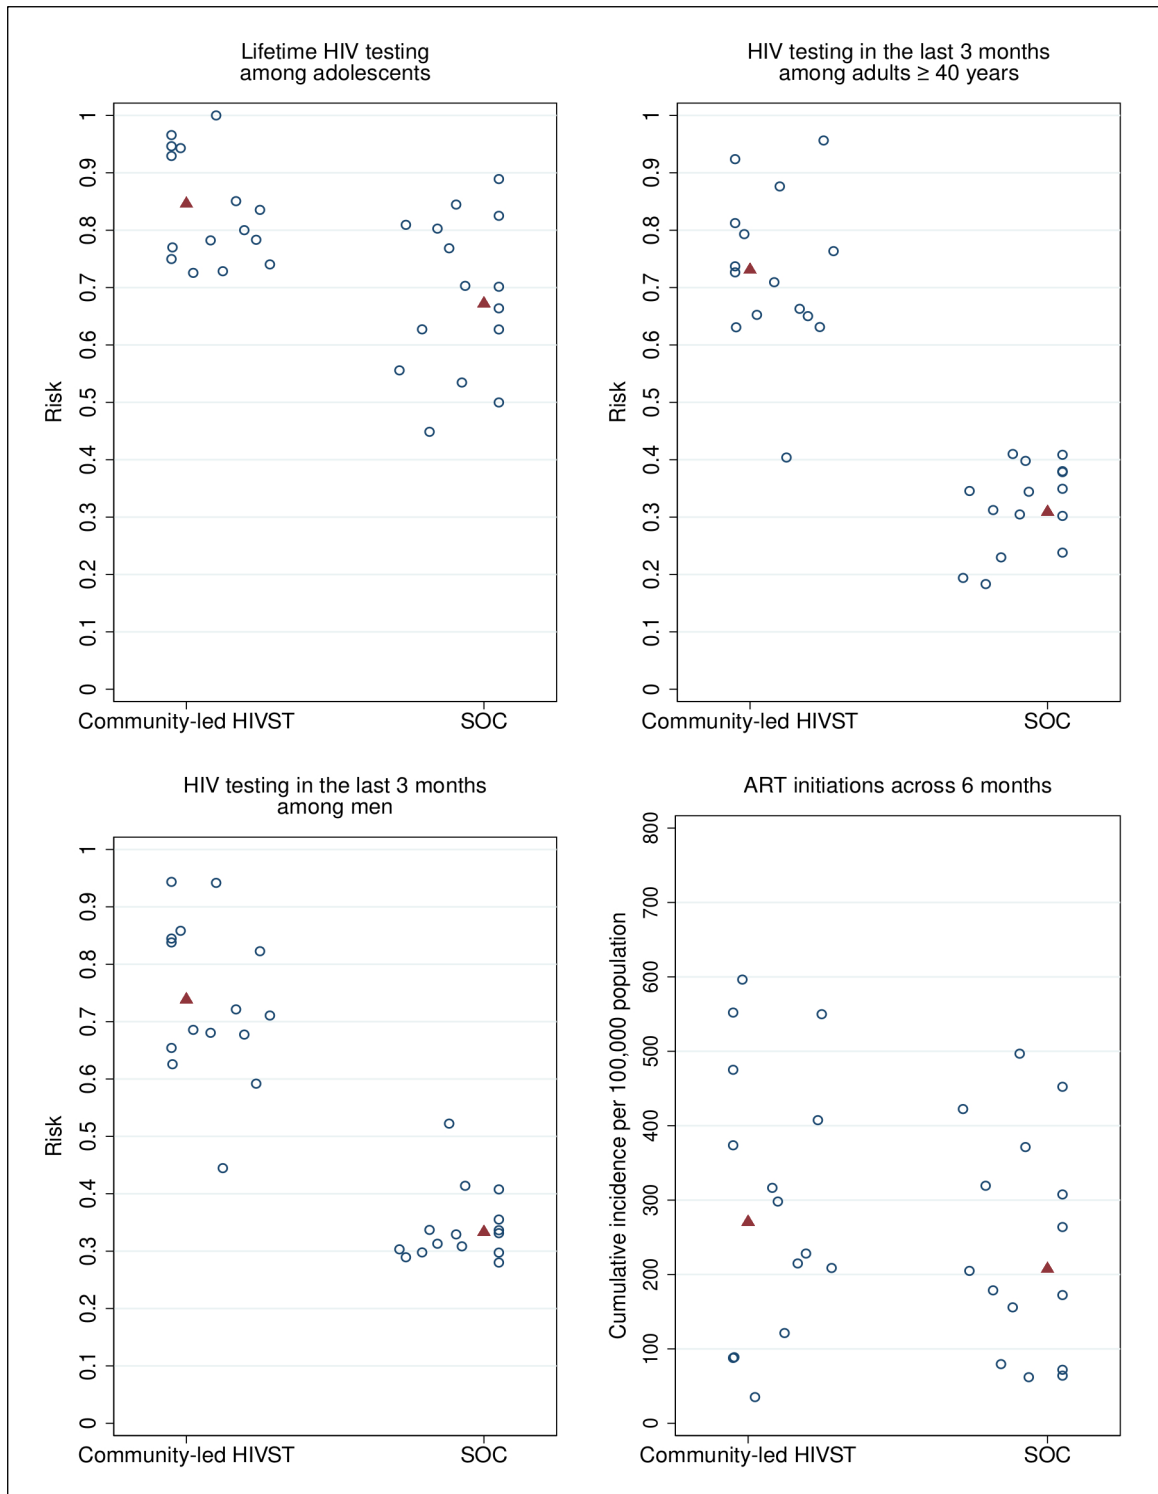 Lifetime HIV testing
among adolescents
Risk
1
0.9
0.8
0.7
0.6
0.5
0.4
0.3
0.2
0.1
0
Community-led HIVST
SOC
HIV testing in the last 3 months
among adults ≥ 40 years
Risk
1
0.9
0.8
0.7
0.6
0.5
0.4
0.3
0.2
0.1
0
Community-led HIVST
SOC
HIV testing in the last 3 months
among men
Risk
1
0.9
0.8
0.7
0.6
0.5
0.4
0.3
0.2
0.1
0
Community-led HIVST
SOC
ART initiations across 6 months
Cumulative incidence per 100,000 population
800
700
600
500
400
300
200
100
0
Community-led HIVST
SOC